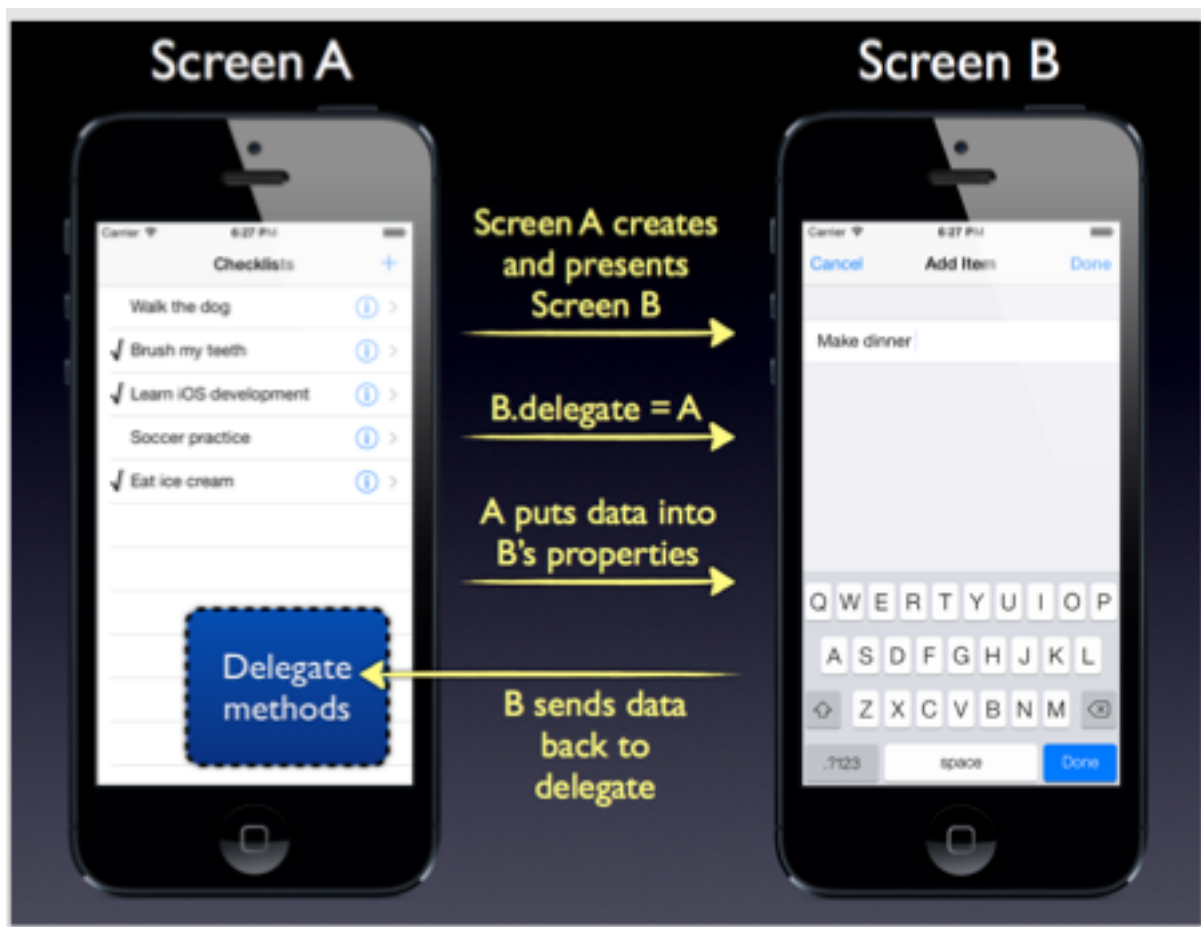 Screen A
Carrier 6:27 PM
Checklists +
Walk the dog
√ Brush my teeth
√ Learn iOS development
Soccer practice
√ Eat ice cream
Delegate
methods
Screen A creates
and presents
Screen B
B.delegate = A
A puts data into
B's properties
B sends data
back to
delegate
Screen B
Carrier 6:27 PM
Cancel Add Item Done
Make dinner
Q W E R T Y U I O P
A S D F G H J K L
Z X C V B N M
.?123 space Done